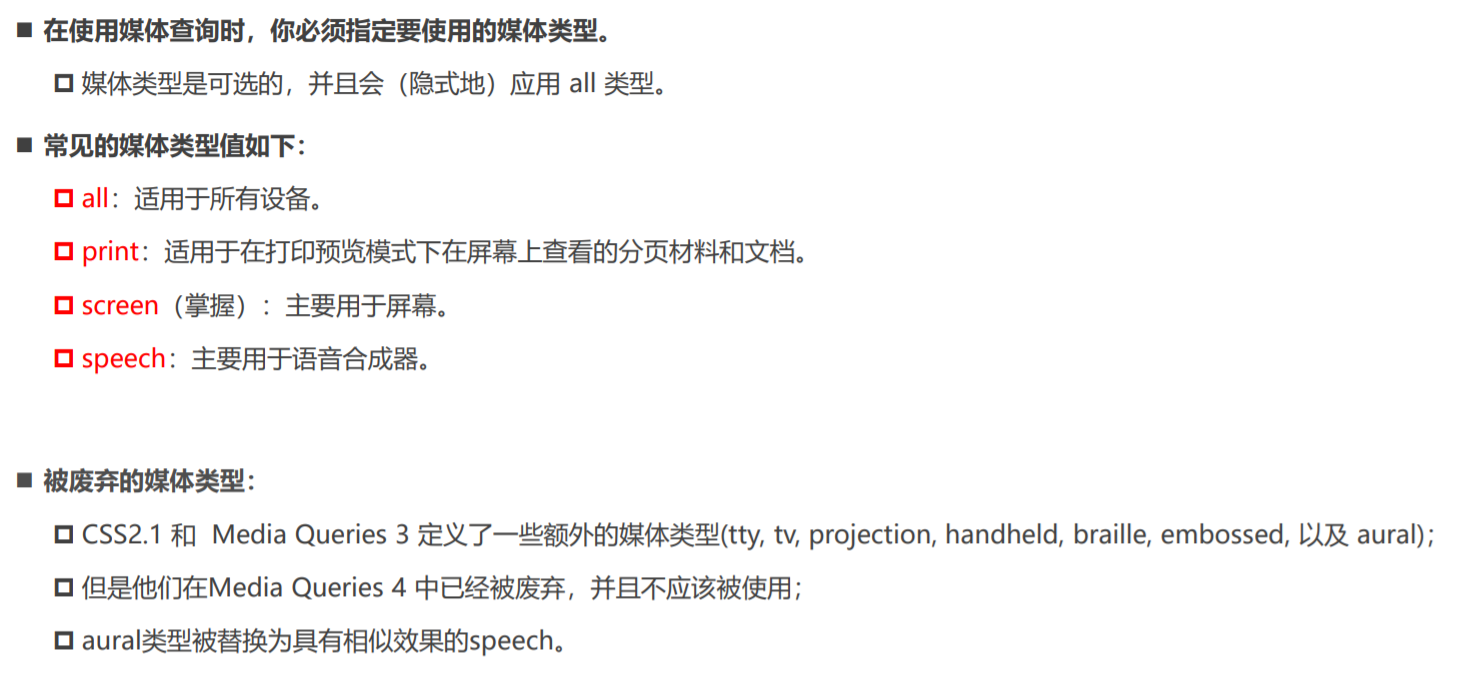 在使用媒体查询时，你必须指定要使用的媒体类型。
媒体类型是可选的，并且会（隐式地）应用 all 类型。
常见的媒体类型值如下：
all：适用于所有设备。
print：适用于在打印预览模式下在屏幕上查看的分页材料和文档。
screen（掌握）：主要用于屏幕。
speech：主要用于语音合成器。
被废弃的媒体类型：
CSS2.1 和 Media Queries 3 定义了一些额外的媒体类型(tty, tv, projection, handheld, braille, embossed, 以及 aural)；
但是他们在Media Queries 4 中已经被废弃，并且不应该被使用；
aural类型被替换为具有相似效果的speech。